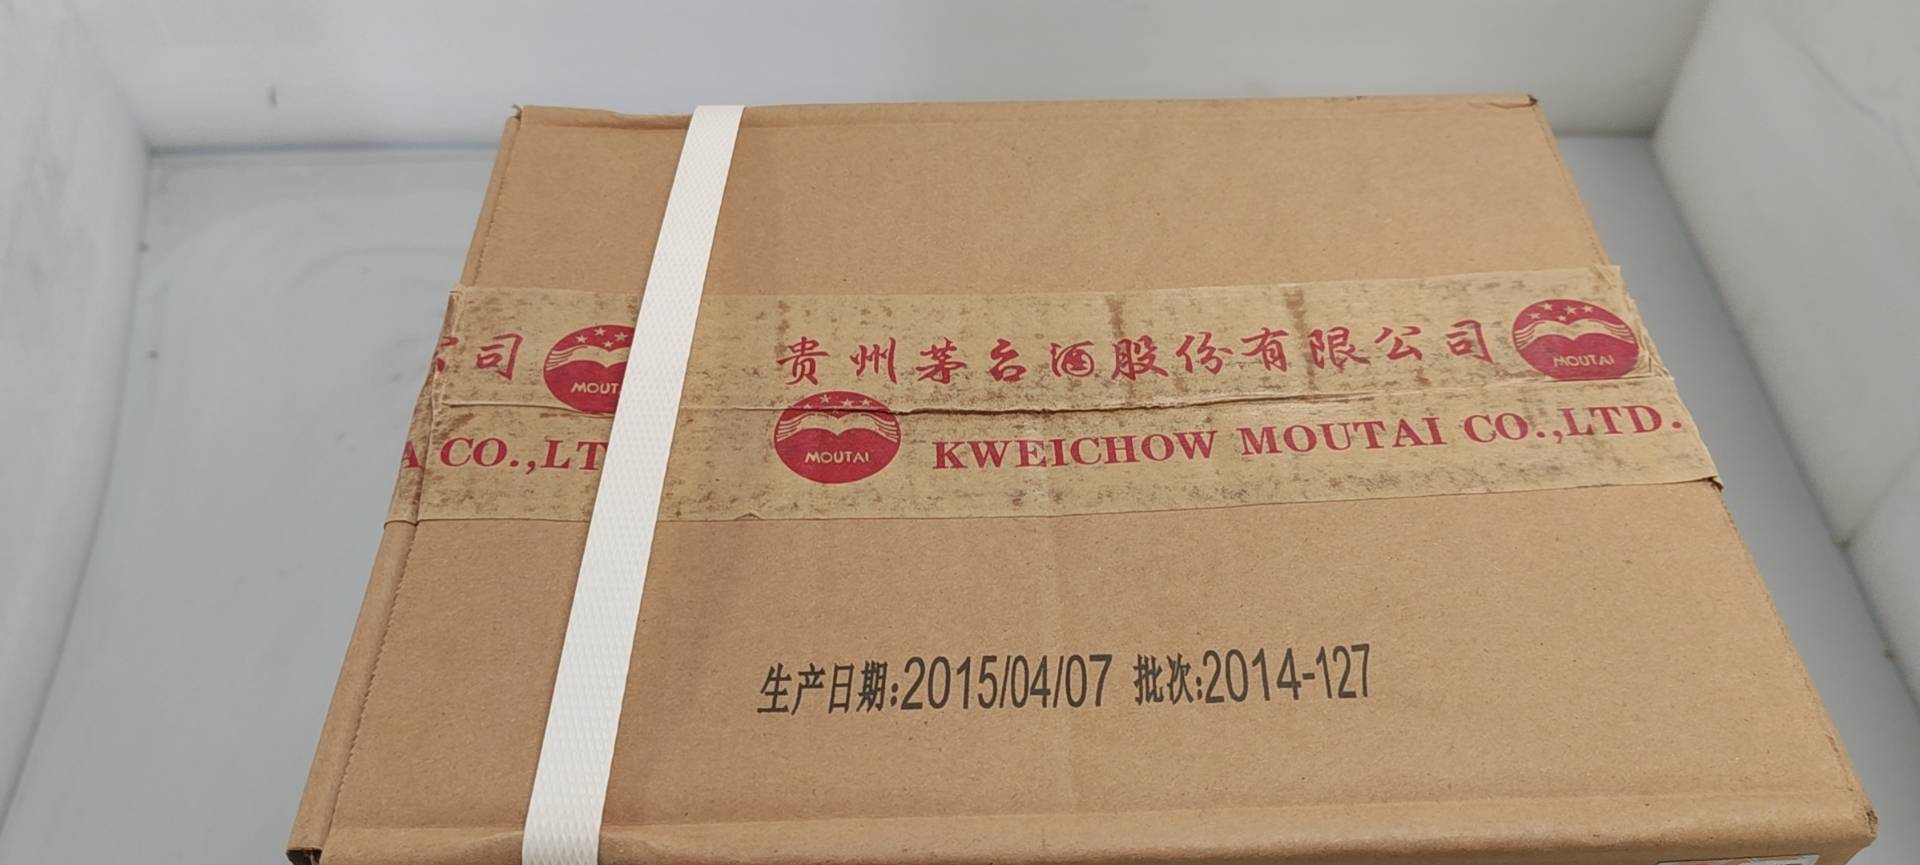 公司 贵州茅台酒股份有限公司
MOUTAI
CO.,LT
MOUTAI
KWEICHOW MOUTAI CO.,LTD.
生产日期:2015/04/07 批次:2014-127